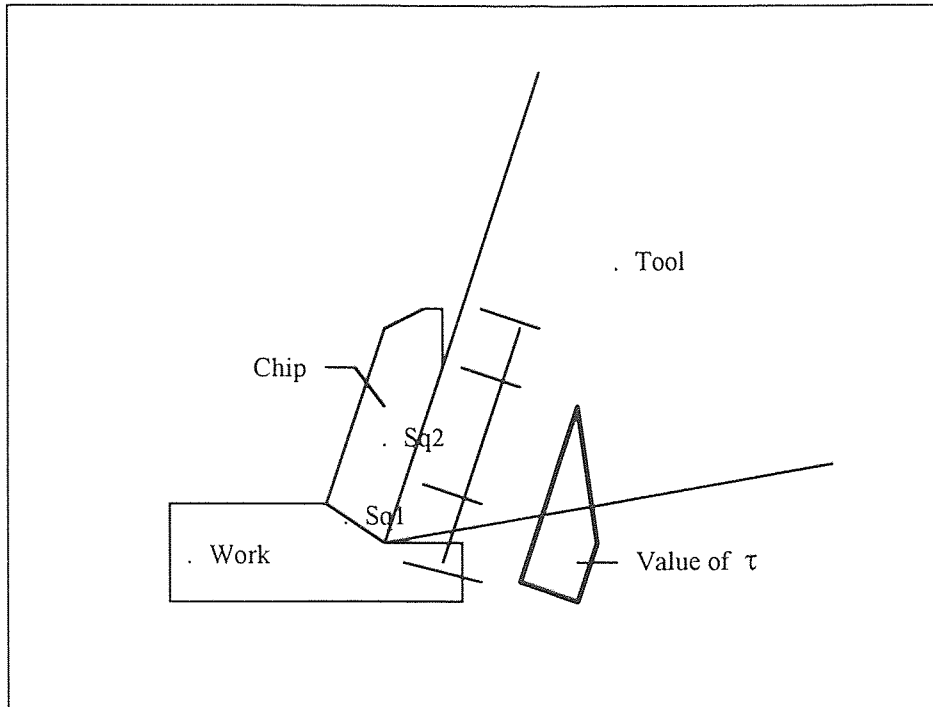 Tool
Chip
Sq2
Sq1
Work
Value of τ